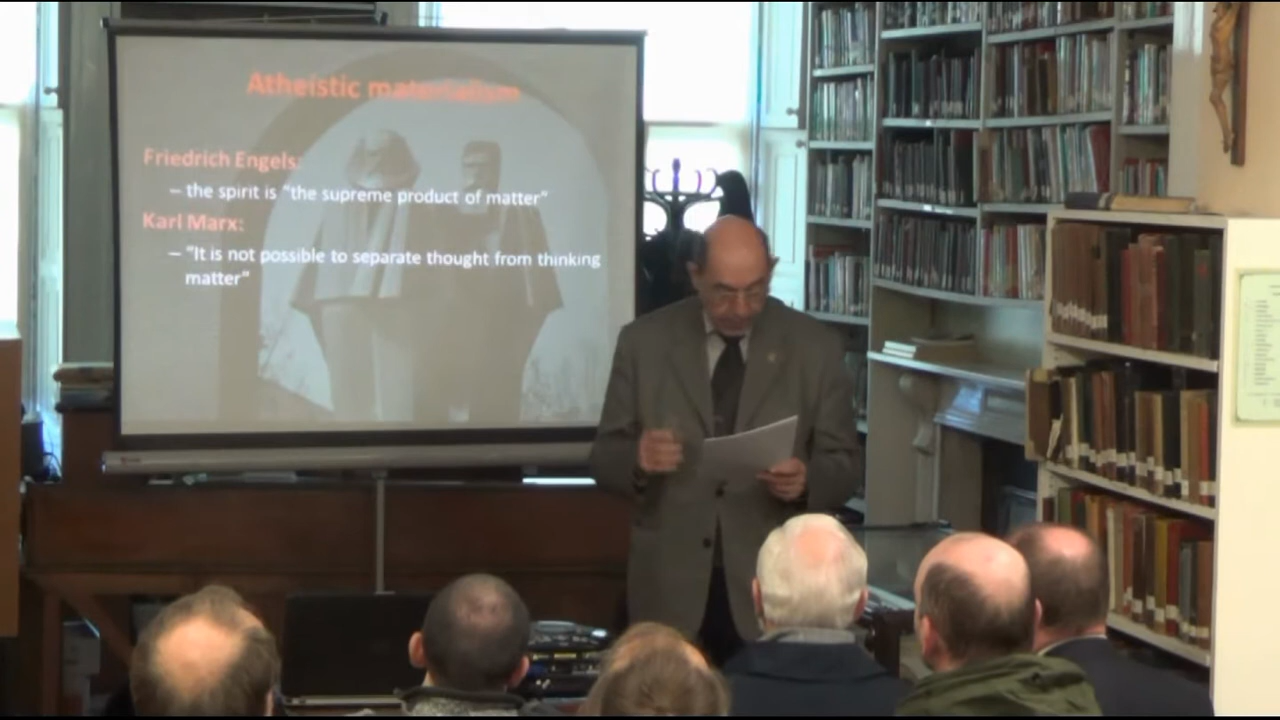 Atheistic materialism
Friedrich Engels:
– the spirit is "the supreme product of matter"
Karl Marx:
– "It is not possible to separate thought from thinking
matter"